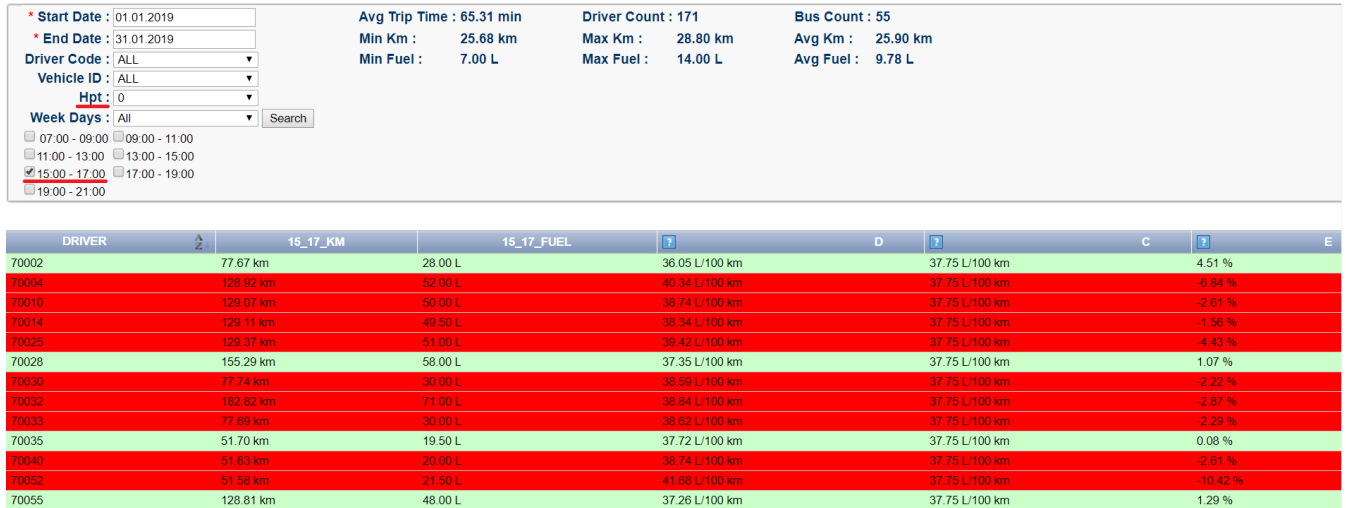 * Start Date : 01.01.2019 Avg Trip Time : 65.31 min Driver Count : 171 Bus Count : 55
* End Date : 31.01.2019 Min Km : 25.68 km Max Km : 28.80 km Avg Km : 25.90 km
Driver Code : ALL Min Fuel : 7.00 L Max Fuel : 14.00 L Avg Fuel : 9.78 L
Vehicle ID : ALL
Hpt : 0
Week Days : All Search
07:00 - 09:00 09:00 - 11:00
11:00 - 13:00 13:00 - 15:00
15:00 - 17:00 17:00 - 19:00
19:00 - 21:00
DRIVER A Z 15_17_KM 15_17_FUEL ? D ? C ? E
70002 77.67 km 28.00 L 36.05 L/100 km 37.75 L/100 km 4.51 %
70004 128.92 km 52.00 L 40.34 L/100 km 37.75 L/100 km -6.84 %
70010 129.07 km 50.00 L 38.74 L/100 km 37.75 L/100 km -2.61 %
70014 129.11 km 49.50 L 38.34 L/100 km 37.75 L/100 km -1.56 %
70025 129.37 km 51.00 L 39.42 L/100 km 37.75 L/100 km -4.43 %
70028 155.29 km 58.00 L 37.35 L/100 km 37.75 L/100 km 1.07 %
70030 77.74 km 30.00 L 38.59 L/100 km 37.75 L/100 km -2.22 %
70032 182.82 km 71.00 L 38.84 L/100 km 37.75 L/100 km -2.87 %
70033 77.69 km 30.00 L 38.62 L/100 km 37.75 L/100 km -2.29 %
70035 51.70 km 19.50 L 37.72 L/100 km 37.75 L/100 km 0.08 %
70040 51.63 km 20.00 L 38.74 L/100 km 37.75 L/100 km -2.61 %
70052 51.58 km 21.50 L 41.68 L/100 km 37.75 L/100 km -10.42 %
70055 128.81 km 48.00 L 37.26 L/100 km 37.75 L/100 km 1.29 %